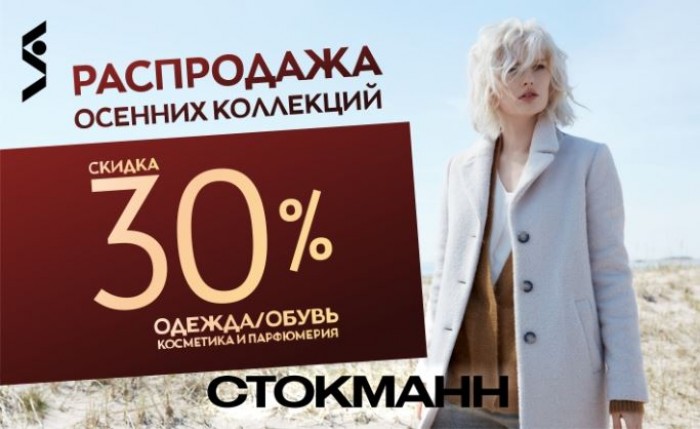 РАСПРОДАЖА
ОСЕННИХ КОЛЛЕКЦИЙ
СКИДКА
30%
ОДЕЖДА/ОБУВЬ
КОСМЕТИКА И ПАРФЮМЕРИЯ
СТОКМАНН